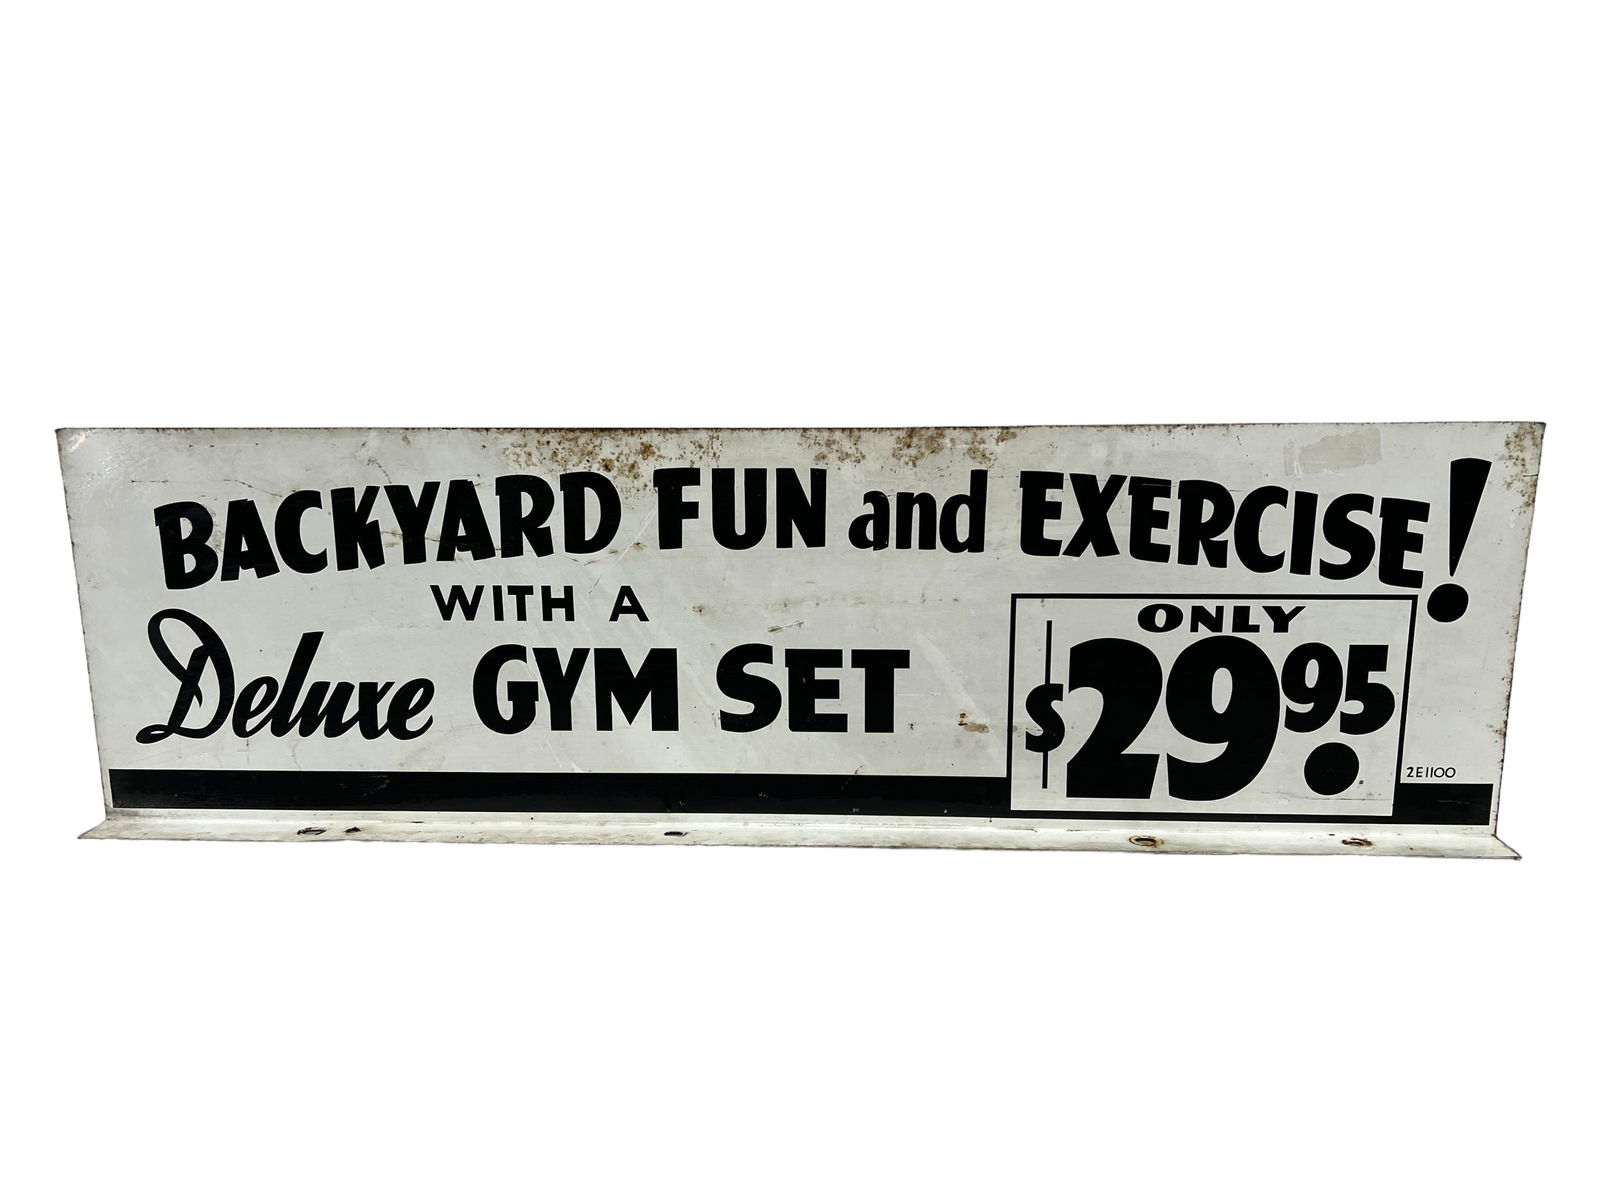 BACKYARD FUN and EXERCISE!
WITH A
Deluxe GYM SET
ONLY
$29.95
2E1100